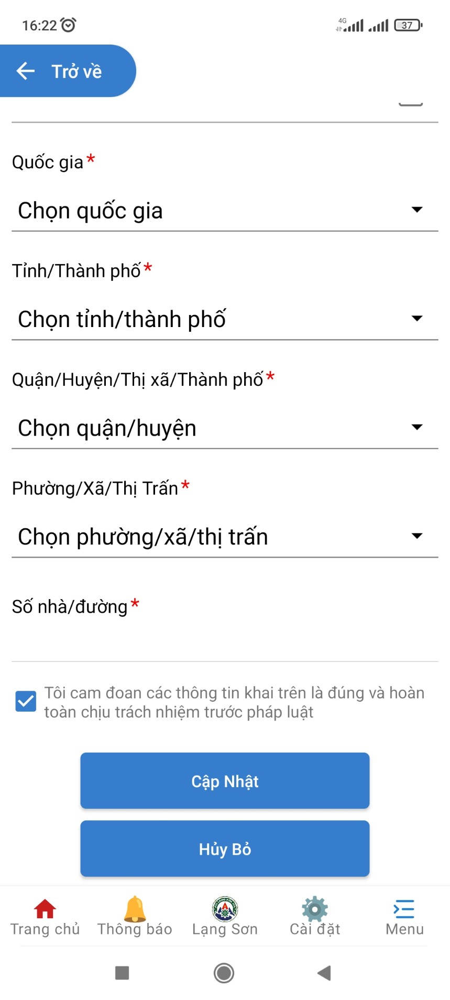 16:22
4G
37
Trở về
Quốc gia*
Chọn quốc gia
Tỉnh/Thành phố*
Chọn tỉnh/thành phố
Quận/Huyện/Thị xã/Thành phố*
Chọn quận/huyện
Phường/Xã/Thị Trấn*
Chọn phường/xã/thị trấn
Số nhà/đường*
Tôi cam đoan các thông tin khai trên là đúng và hoàn
toàn chịu trách nhiệm trước pháp luật
Cập Nhật
Hủy Bỏ
Trang chủ
Thông báo
Lạng Sơn
Cài đặt
Menu